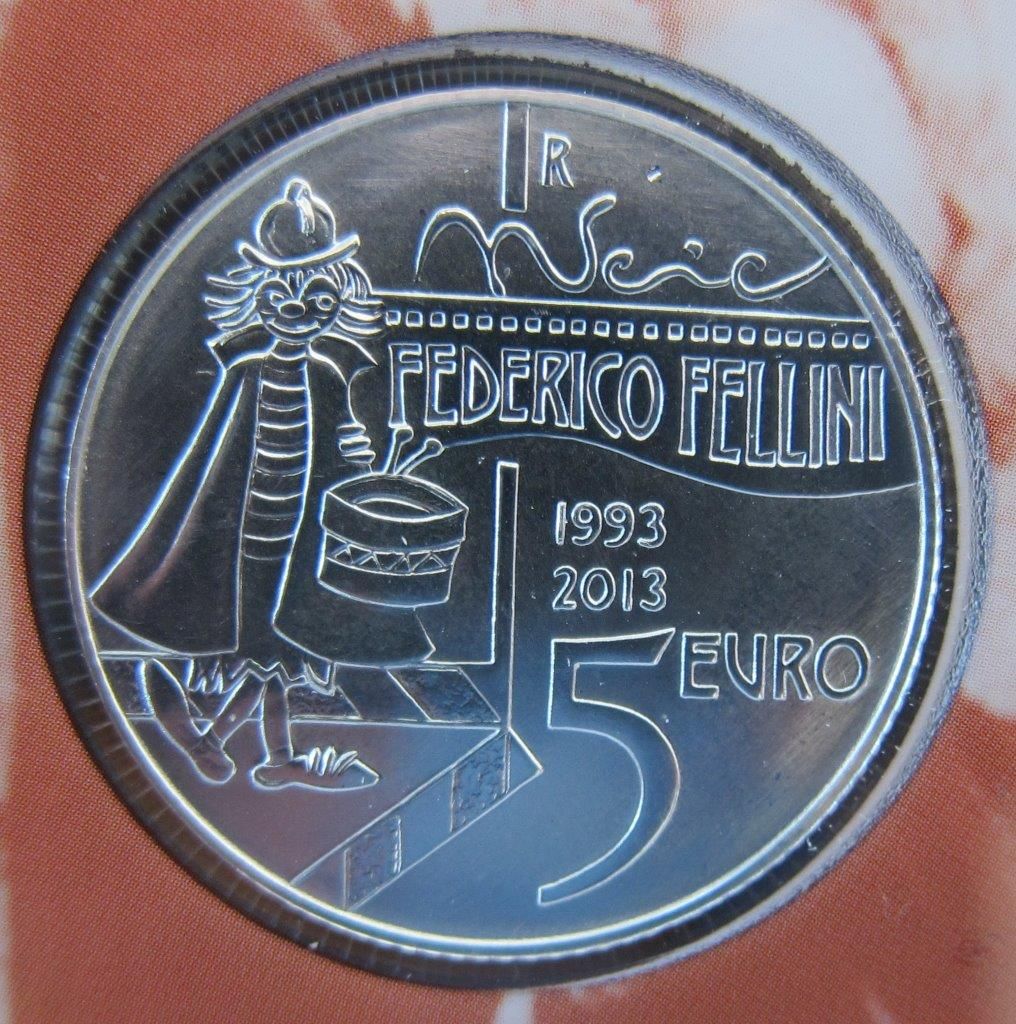 R
FEDERICO FELLINI
1993
2013
5 EURO